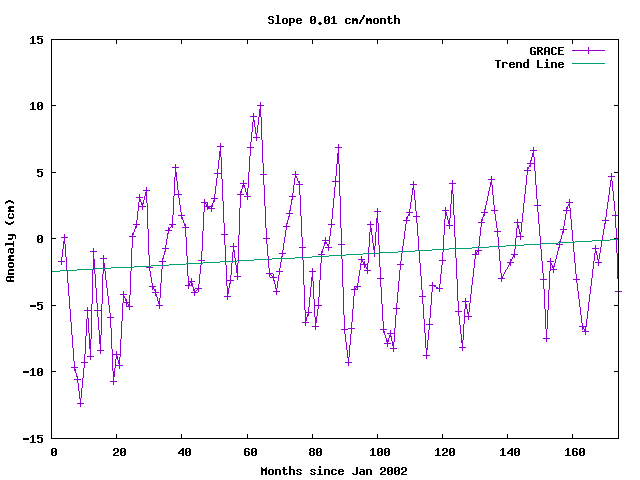 Slope 0.01 cm/month
GRACE
Trend Line
15
10
5
0
-5
-10
-15
Anomaly (cm)
0 20 40 60 80 100 120 140 160
Months since Jan 2002